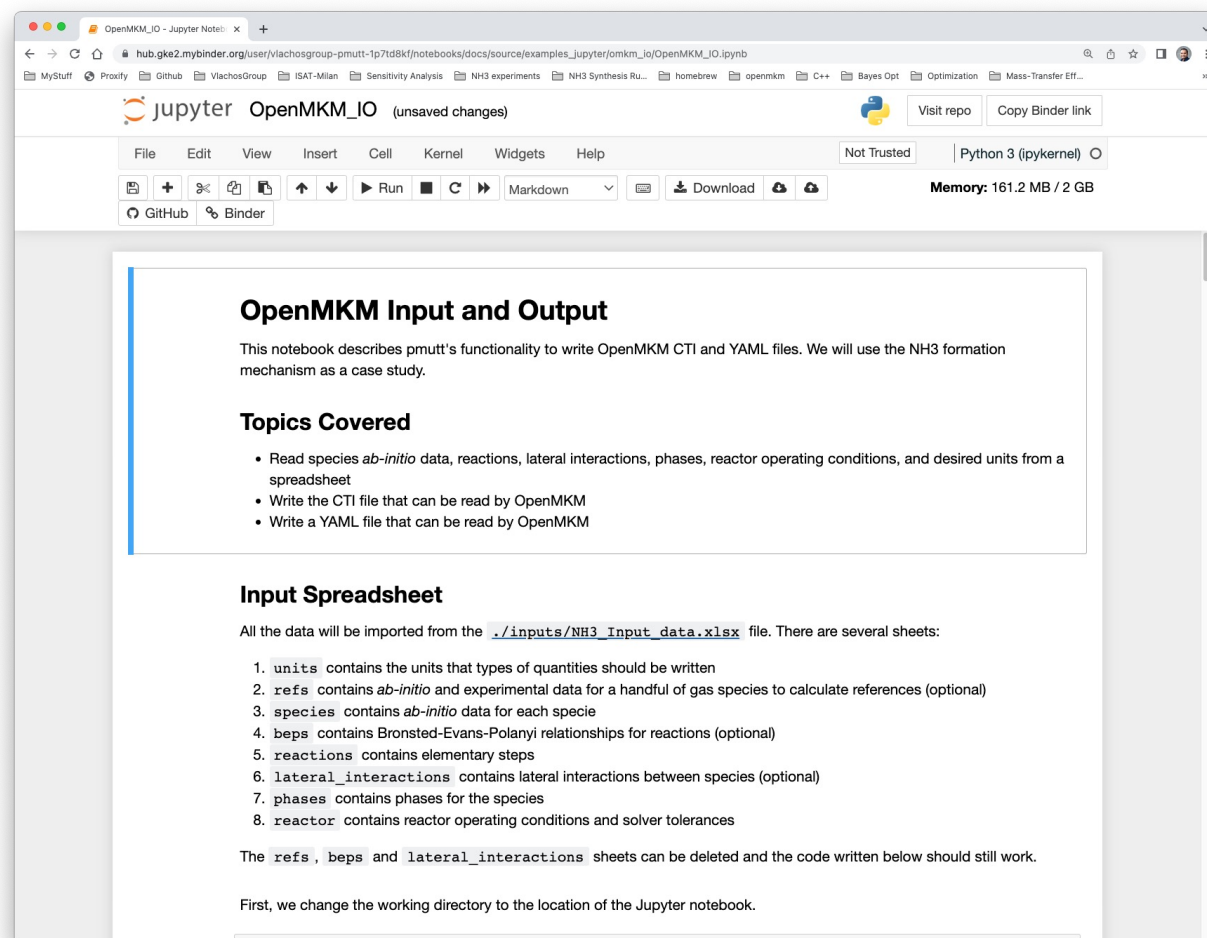 OpenMKM_IO - Jupyter Noteb
hub.gke2.mybinder.org/user/vlachosgroup-pmutt-1p7td8kf/notebooks/docs/source/examples_jupyter/omkm_io/OpenMKM_IO.ipynb
MyStuff Proxify Github VlachosGroup ISAT-Milan Sensitivity Analysis NH3 experiments NH3 Synthesis Ru... homebrew openmkm C++ Bayes Opt Optimization Mass-Transfer Eff...
jupyter OpenMKM_IO (unsaved changes) Visit repo Copy Binder link
File Edit View Insert Cell Kernel Widgets Help Not Trusted Python 3 (ipykernel)
Run Markdown Download Memory: 161.2 MB / 2 GB
GitHub Binder
OpenMKM Input and Output
This notebook describes pmutt's functionality to write OpenMKM CTI and YAML files. We will use the NH3 formation
mechanism as a case study.
Topics Covered
• Read species ab-initio data, reactions, lateral interactions, phases, reactor operating conditions, and desired units from a
spreadsheet
• Write the CTI file that can be read by OpenMKM
• Write a YAML file that can be read by OpenMKM
Input Spreadsheet
All the data will be imported from the ./inputs/NH3_Input_data.xlsx file. There are several sheets:
1. units contains the units that types of quantities should be written
2. refs contains ab-initio and experimental data for a handful of gas species to calculate references (optional)
3. species contains ab-initio data for each specie
4. beps contains Bronsted-Evans-Polanyi relationships for reactions (optional)
5. reactions contains elementary steps
6. lateral_interactions contains lateral interactions between species (optional)
7. phases contains phases for the species
8. reactor contains reactor operating conditions and solver tolerances
The refs , beps and lateral_interactions sheets can be deleted and the code written below should still work.
First, we change the working directory to the location of the Jupyter notebook.